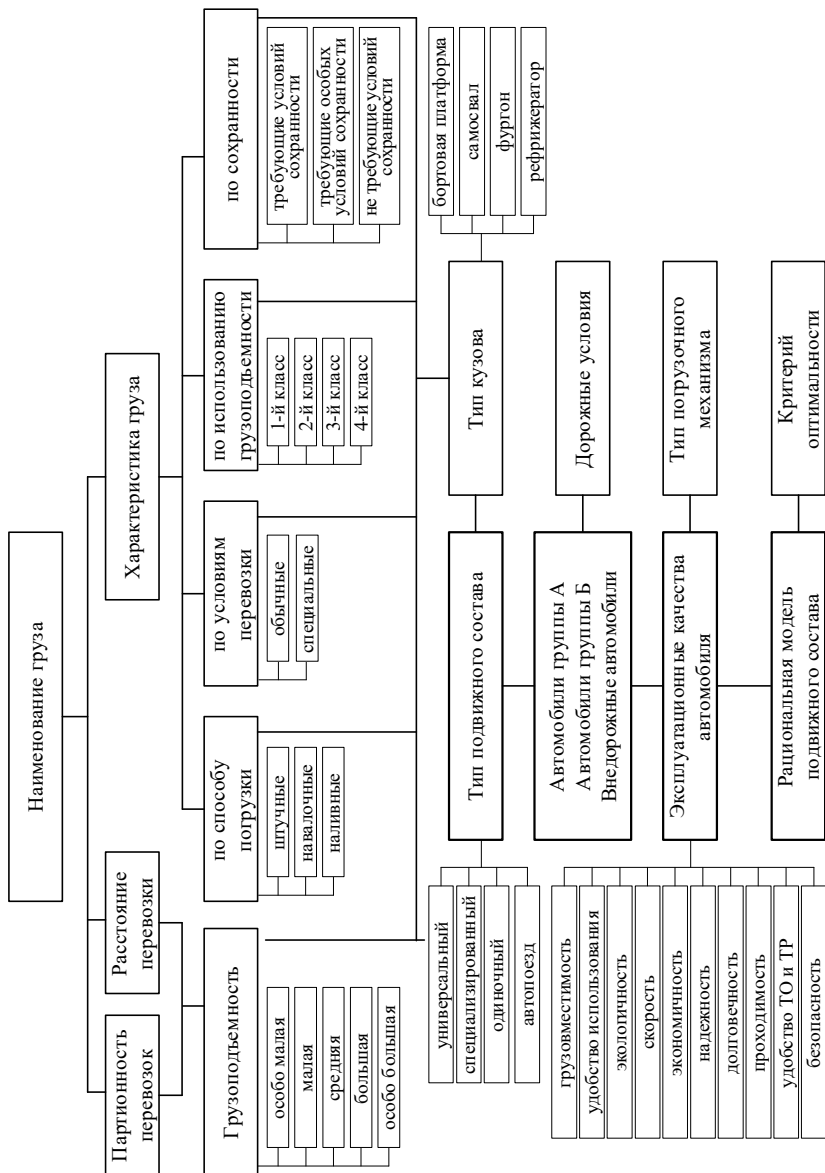 Наименование груза
Партионность
перевозок
Расстояние
перевозки
Характеристика груза
Грузоподъемность
по способу
погрузки
по условиям
перевозки
по использованию
грузоподъемности
по сохранности
особо малая
малая
средняя
большая
особо большая
штучные
навалочные
наливные
обычные
специальные
1-й класс
2-й класс
3-й класс
4-й класс
требующие условий
сохранности
требующие особых
условий сохранности
не требующие условий
сохранности
универсальный
специализированный
одиночный
автопоезд
Тип подвижного состава
Тип кузова
бортовая платформа
самосвал
фургон
рефрижератор
Автомобили группы А
Автомобили группы Б
Внедорожные автомобили
Дорожные условия
грузовместимость
удобство использования
экологичность
скорость
экономичность
надежность
долговечность
проходимость
удобство ТО и ТР
безопасность
Эксплуатационные качества
автомобиля
Тип погрузочного
механизма
Рациональная модель
подвижного состава
Критерий
оптимальности